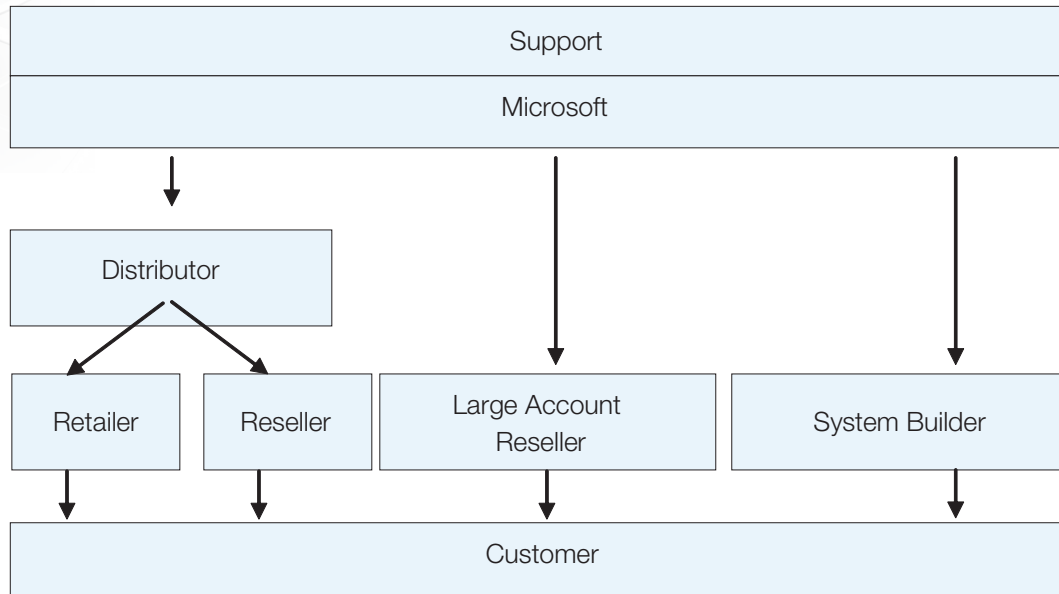 Support
Microsoft
Distributor
Retailer
Reseller
Large Account
Reseller
System Builder
Customer